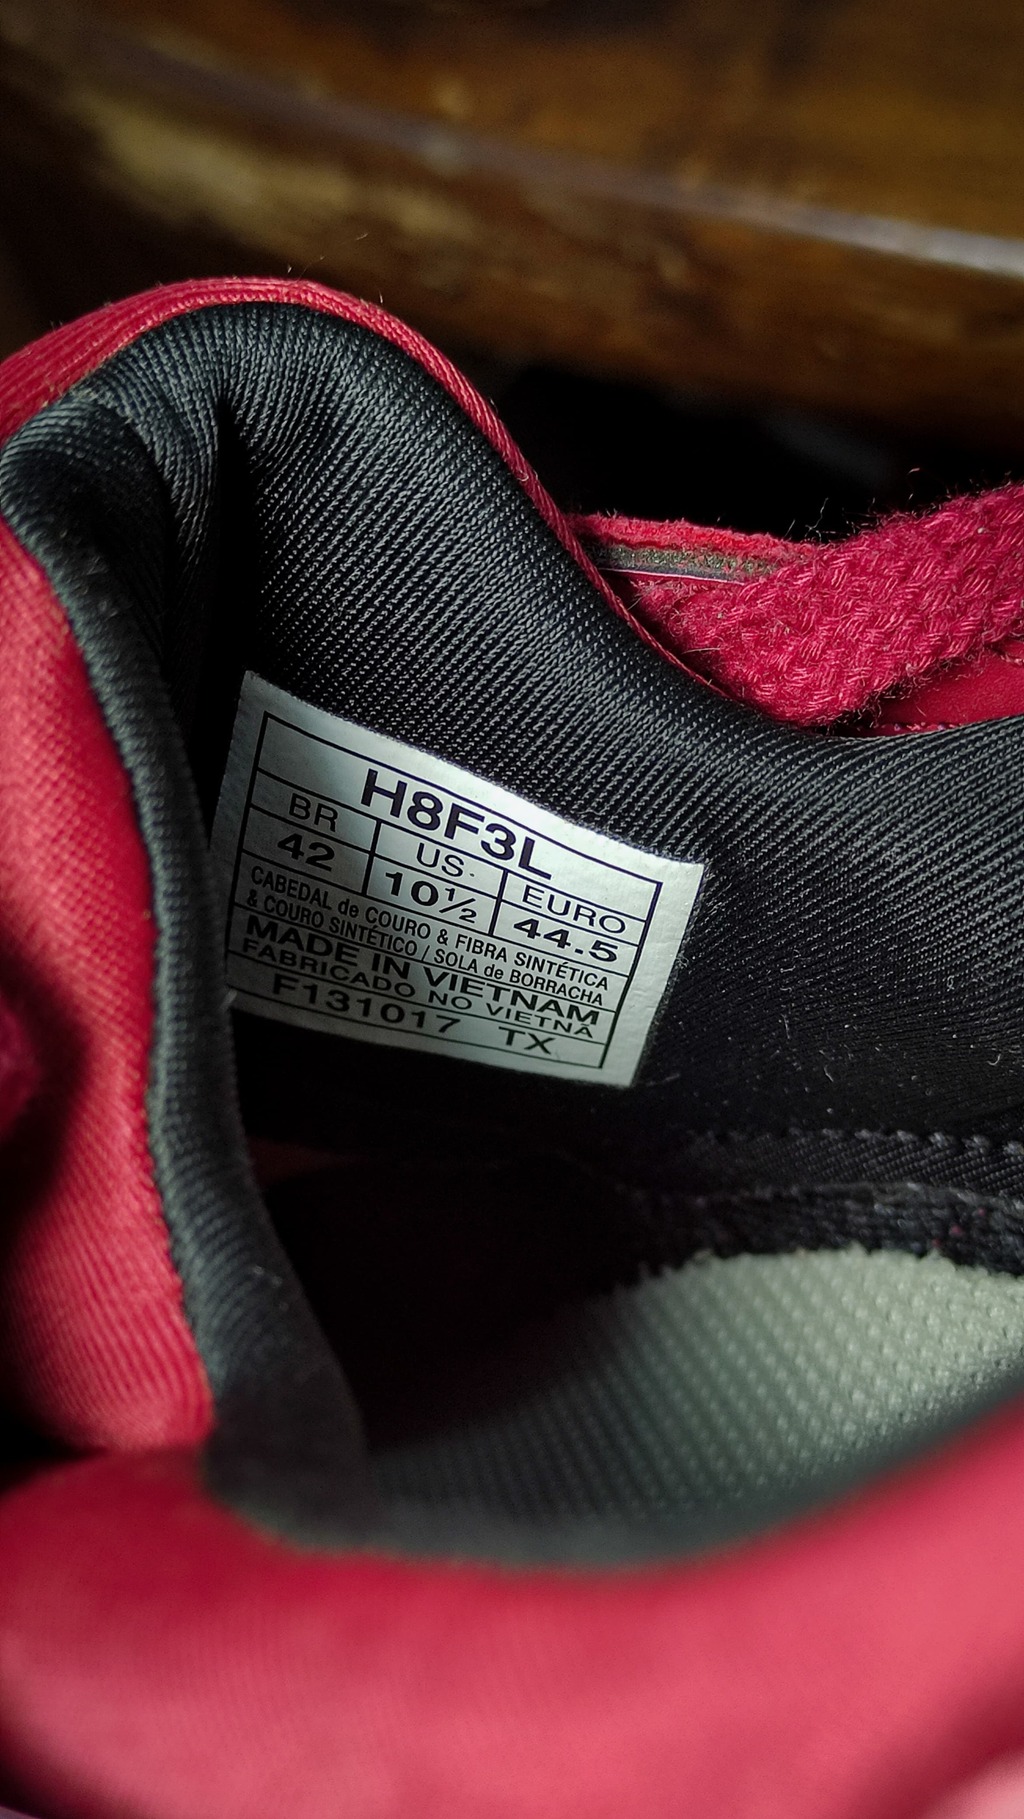 H8F3L
BR US. EURO
42 10½ 44.5
CABEDAL de COURO & FIBRA SINTÉTICA
& COURO SINTÉTICO / SOLA de BORRACHA
MADE IN VIETNAM
FABRICADO NO VIETNÃ
F131017 TX